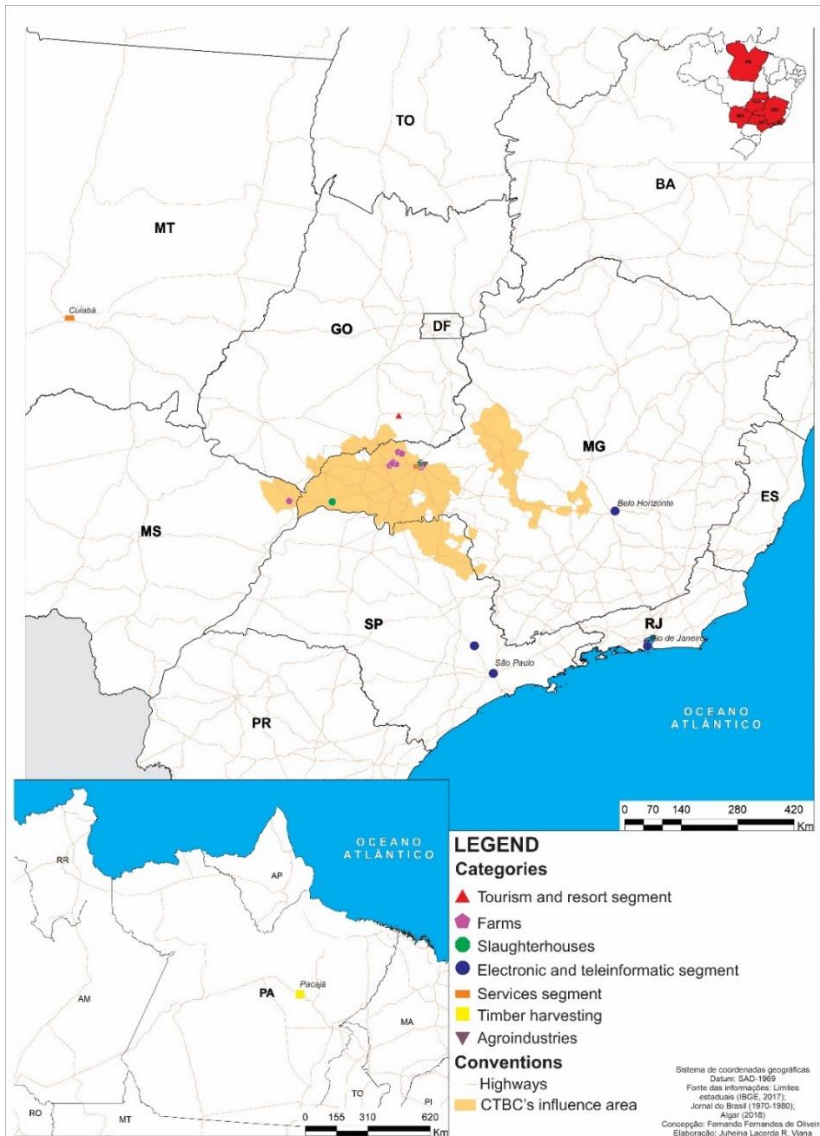 TO
BA
MT
Cuiabá
GO
DF
MG
Belo Horizonte
ES
MS
SP
RJ
Rio de Janeiro
São Paulo
PR
OCEANO
ATLÂNTICO
0 70 140 280 420
Km
OCEANO
ATLÂNTICO
RR
AP
AM
PA
Pacajá
MA
TO
PI
RO
MT
0 155 310 620
Km
LEGEND
Categories
Tourism and resort segment
Farms
Slaughterhouses
Electronic and teleinformatic segment
Services segment
Timber harvesting
Agroindustries
Conventions
Highways
CTBC's influence area
Sistema de coordenadas geográficas
Datum: SAD-1969
Fonte das informações: Limites
estaduais (IBGE, 2017);
Jornal do Brasil (1970-1980);
Algar (2018)
Concepção: Fernando Fernandes de Oliveira
Elaboração: Juheina Lacerda R. Viana